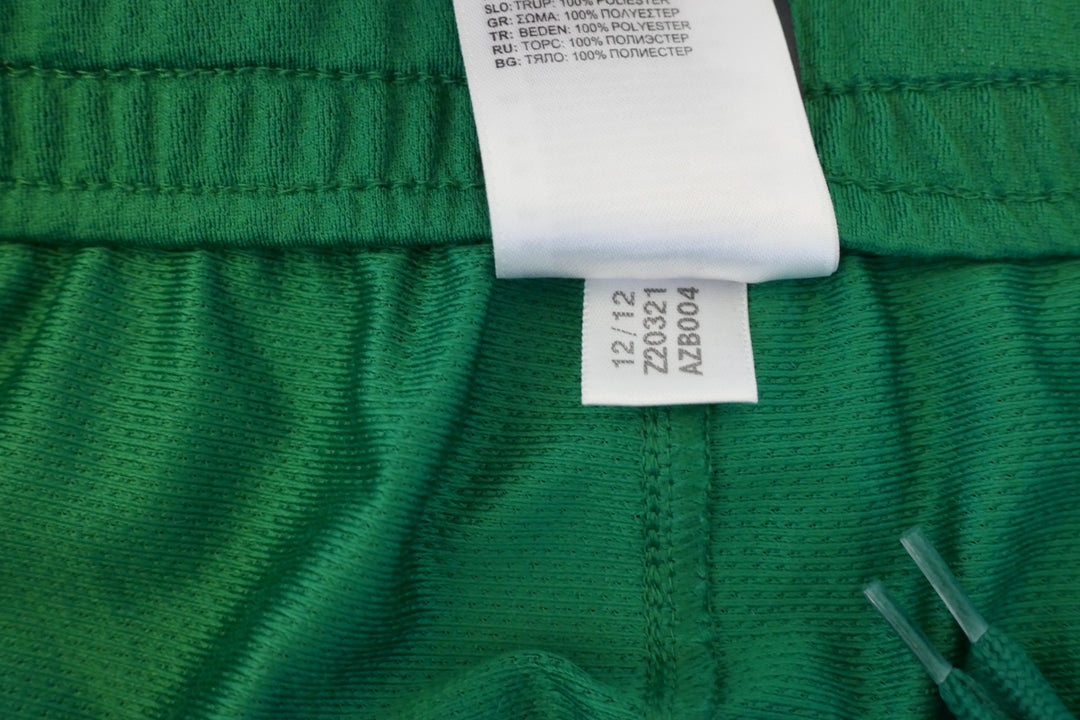 SLO: TRUP: 100% POLIESTER
GR: ΣΩΜΑ: 100% ΠΟΛΥΕΣΤΕΡ
TR: BEDEN: 100% POLYESTER
RU: ТОРС: 100% ПОЛИЭСТЕР
BG: ТЯЛО: 100% ПОЛИЕСТЕР
12/12
Z20321
AZB004